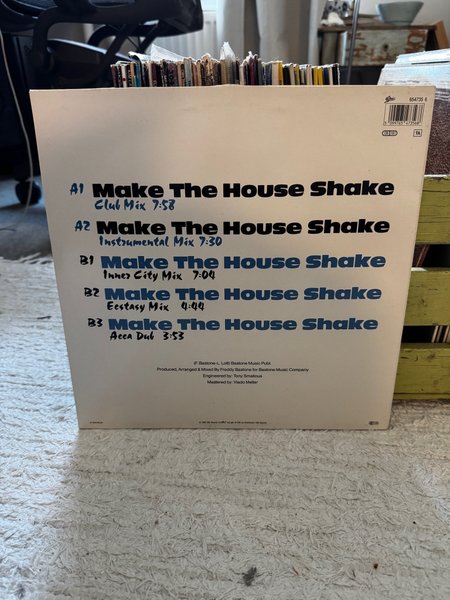 Epic
654735 6
A1 Make The House Shake
Club Mix 7:58
A2 Make The House Shake
Instrumental Mix 7:30
B1 Make The House Shake
Inner City Mix 7:04
B2 Make The House Shake
Ecstasy Mix 4:44
B3 Make The House Shake
Acca Dub 3:53
Produced, Arranged & Mixed By Freddy Bastone for Bastone Music Company
Engineered by: Tony Smalios
Mastered by: Vlado Meller